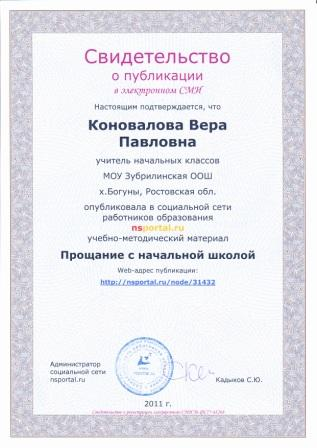 Свидетельство
о публикации
в электронном СМИ
Настоящим подтверждается, что
Коновалова Вера
Павловна
учитель начальных классов
МОУ Зубрилинская ООШ
х.Богуны, Ростовская обл.
опубликовала в социальной сети
работников образования
nsportal.ru
учебно-методический материал
Прощание с начальной школой
Web-адрес публикации:
http://nsportal.ru/node/31432
Администратор
социальной сети
nsportal.ru
Кадыков С.Ю.
2011 г.
Свидетельство о регистрации